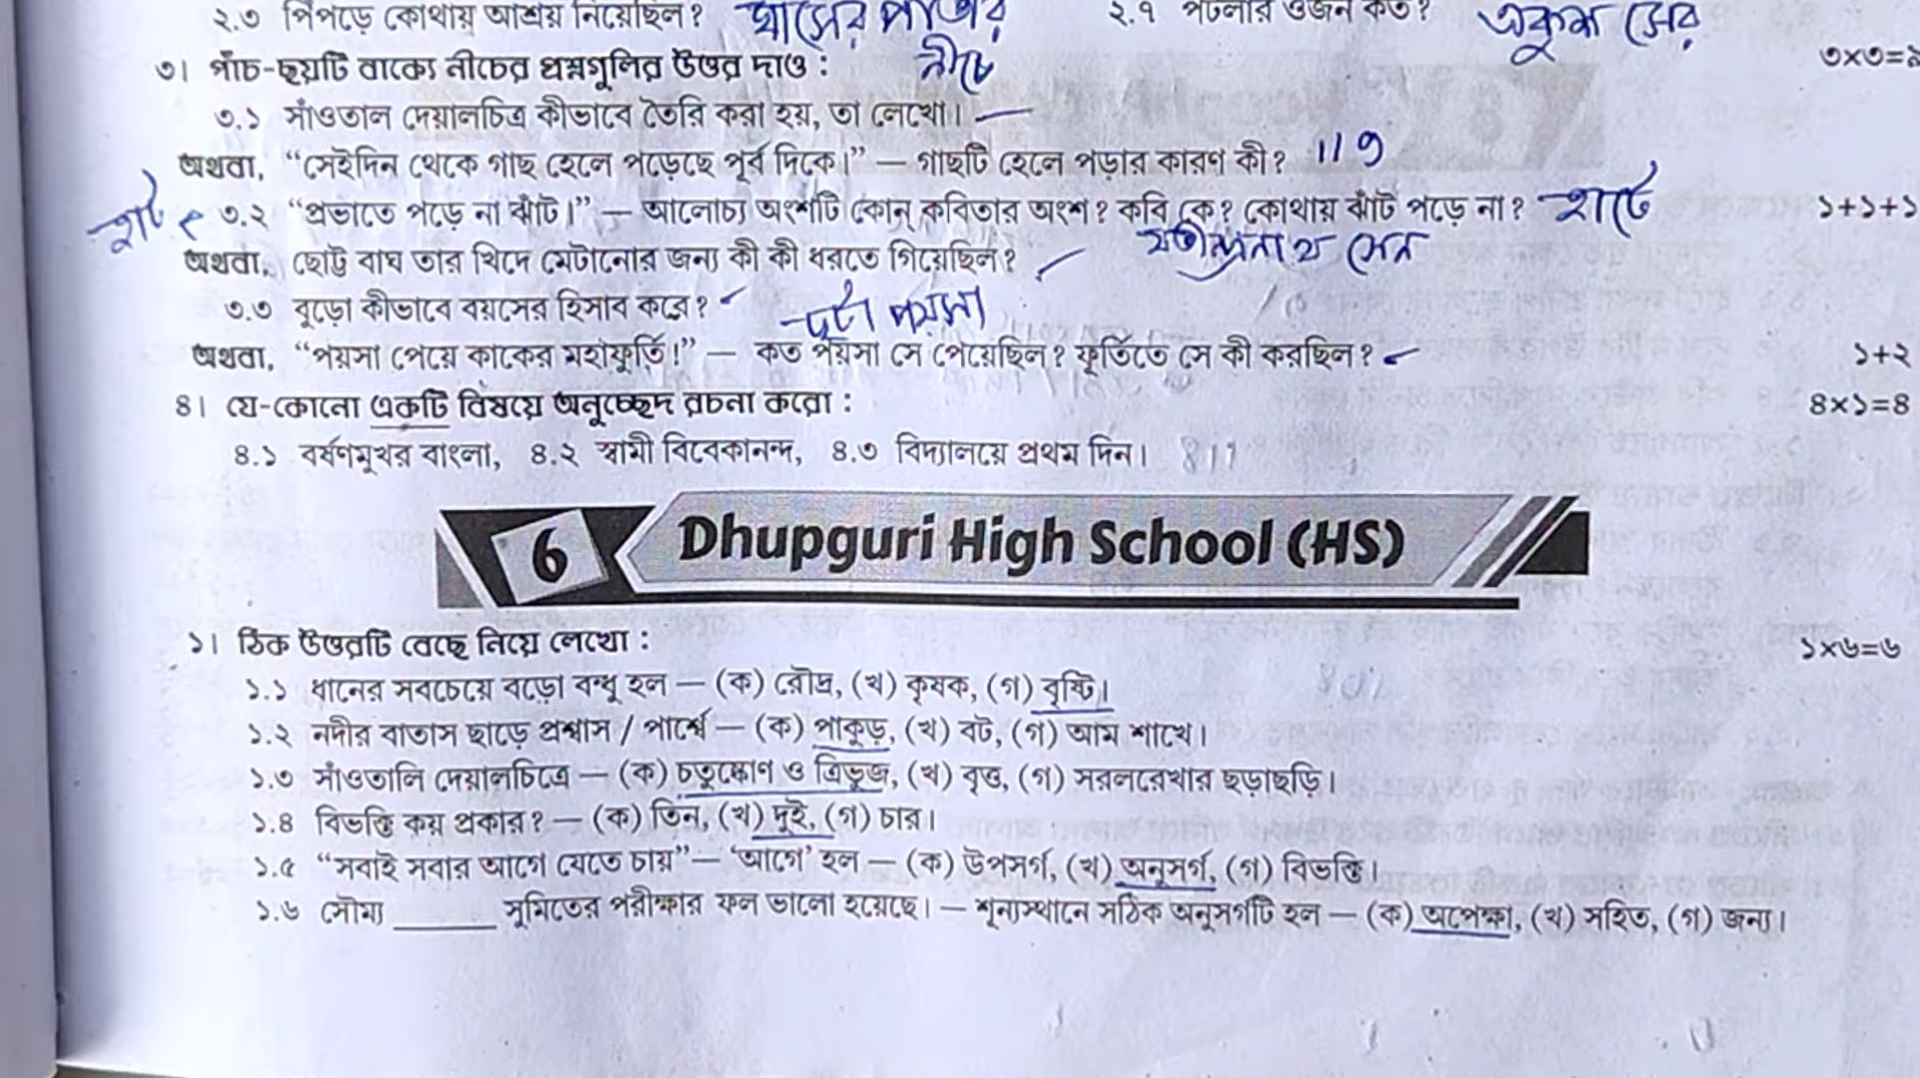 ২.৩ পিঁপড়ে কোথায় আশ্রয় নিয়েছিল? ঘাসের পাতার নীচে ২.৭ পটলার ওজন কত? একুশ সের
৩। পাঁচ-ছয়টি বাক্যে নীচের প্রশ্নগুলির উত্তর দাও : ৩×৩=৯
৩.১ সাঁওতাল দেয়ালচিত্র কীভাবে তৈরি করা হয়, তা লেখো।
অথবা, “সেইদিন থেকে গাছ হেলে পড়েছে পূর্ব দিকে।” — গাছটি হেলে পড়ার কারণ কী?
হাট ৩.২ “প্রভাতে পড়ে না ঝাঁট।” — আলোচ্য অংশটি কোন্ কবিতার অংশ? কবি কে? কোথায় ঝাঁট পড়ে না? হাটে ১+১+১
যতীন্দ্রনাথ সেন
অথবা, ছোট্ট বাঘ তার খিদে মেটানোর জন্য কী কী ধরতে গিয়েছিল?
৩.৩ বুড়ো কীভাবে বয়সের হিসাব করে? দুটো পয়সা
অথবা, “পয়সা পেয়ে কাকের মহাফুর্তি!” — কত পয়সা সে পেয়েছিল? ফূর্তিতে সে কী করছিল? ১+২
৪। যে-কোনো একটি বিষয়ে অনুচ্ছেদ রচনা করো : ৪×১=৪
৪.১ বর্ষণমুখর বাংলা, ৪.২ স্বামী বিবেকানন্দ, ৪.৩ বিদ্যালয়ে প্রথম দিন।
6 Dhupguri High School (HS)
১। ঠিক উত্তরটি বেছে নিয়ে লেখো : ১×৬=৬
১.১ ধানের সবচেয়ে বড়ো বন্ধু হল — (ক) রৌদ্র, (খ) কৃষক, (গ) বৃষ্টি।
১.২ নদীর বাতাস ছাড়ে প্রশ্বাস / পার্শ্বে — (ক) পাকুড়, (খ) বট, (গ) আম শাখে।
১.৩ সাঁওতালি দেয়ালচিত্রে — (ক) চতুষ্কোণ ও ত্রিভুজ, (খ) বৃত্ত, (গ) সরলরেখার ছড়াছড়ি।
১.৪ বিভক্তি কয় প্রকার? — (ক) তিন, (খ) দুই, (গ) চার।
১.৫ “সবাই সবার আগে যেতে চায়”— ‘আগে’ হল — (ক) উপসর্গ, (খ) অনুসর্গ, (গ) বিভক্তি।
১.৬ সৌম্য ______ সুমিতের পরীক্ষার ফল ভালো হয়েছে। — শূন্যস্থানে সঠিক অনুসর্গটি হল — (ক) অপেক্ষা, (খ) সহিত, (গ) জন্য।